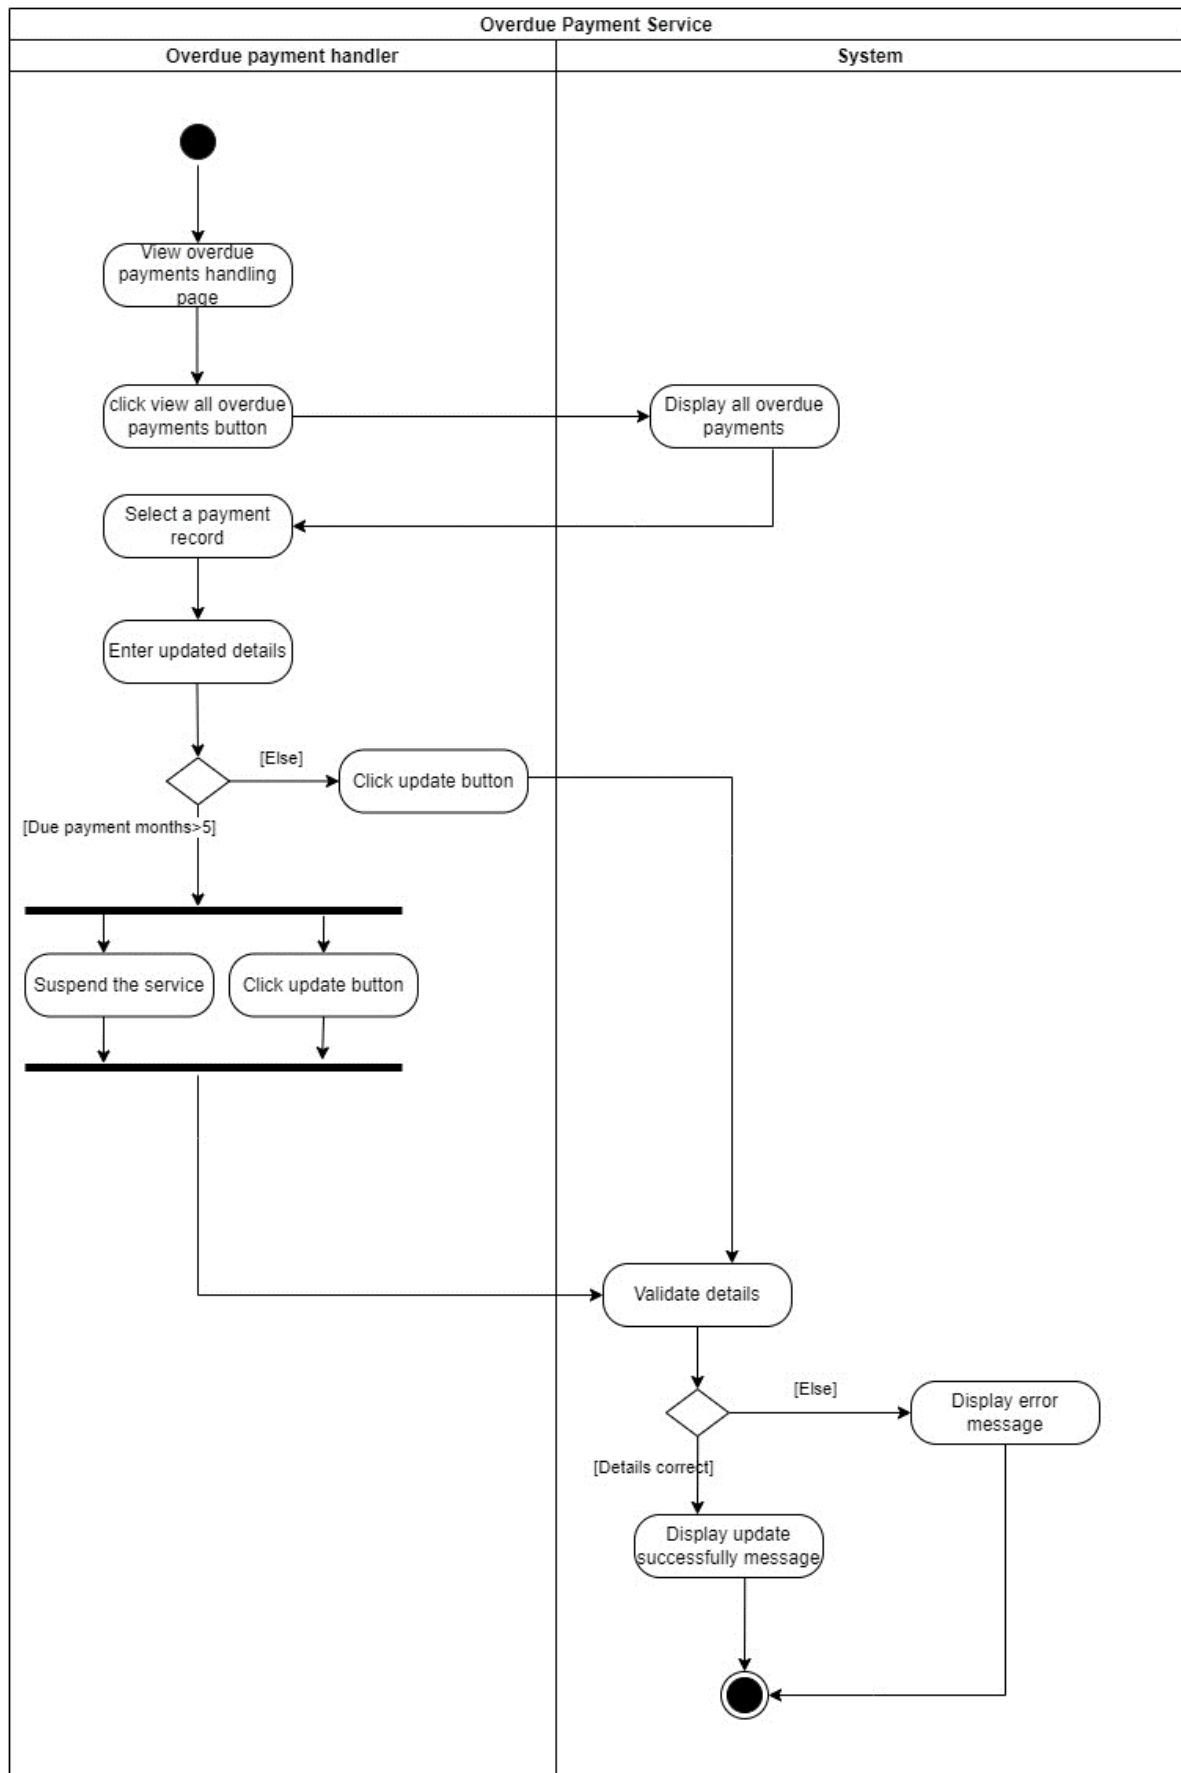 Overdue Payment Service
Overdue payment handler
System
View overdue
payments handling
page
click view all overdue
payments button
Display all overdue
payments
Select a payment
record
Enter updated details
[Else]
Click update button
[Due payment months>5]
Suspend the service
Click update button
Validate details
[Else]
Display error
message
[Details correct]
Display update
successfully message